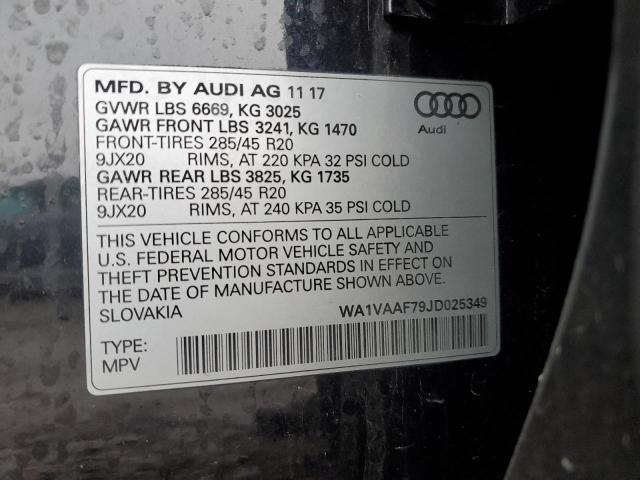 MFD. BY AUDI AG 11 17
GVWR LBS 6669, KG 3025
GAWR FRONT LBS 3241, KG 1470
FRONT-TIRES 285/45 R20
9JX20 RIMS, AT 220 KPA 32 PSI COLD
GAWR REAR LBS 3825, KG 1735
REAR-TIRES 285/45 R20
9JX20 RIMS, AT 240 KPA 35 PSI COLD
Audi
THIS VEHICLE CONFORMS TO ALL APPLICABLE
U.S. FEDERAL MOTOR VEHICLE SAFETY AND
THEFT PREVENTION STANDARDS IN EFFECT ON
THE DATE OF MANUFACTURE SHOWN ABOVE.
SLOVAKIA WA1VAAF79JD025349
TYPE:
MPV